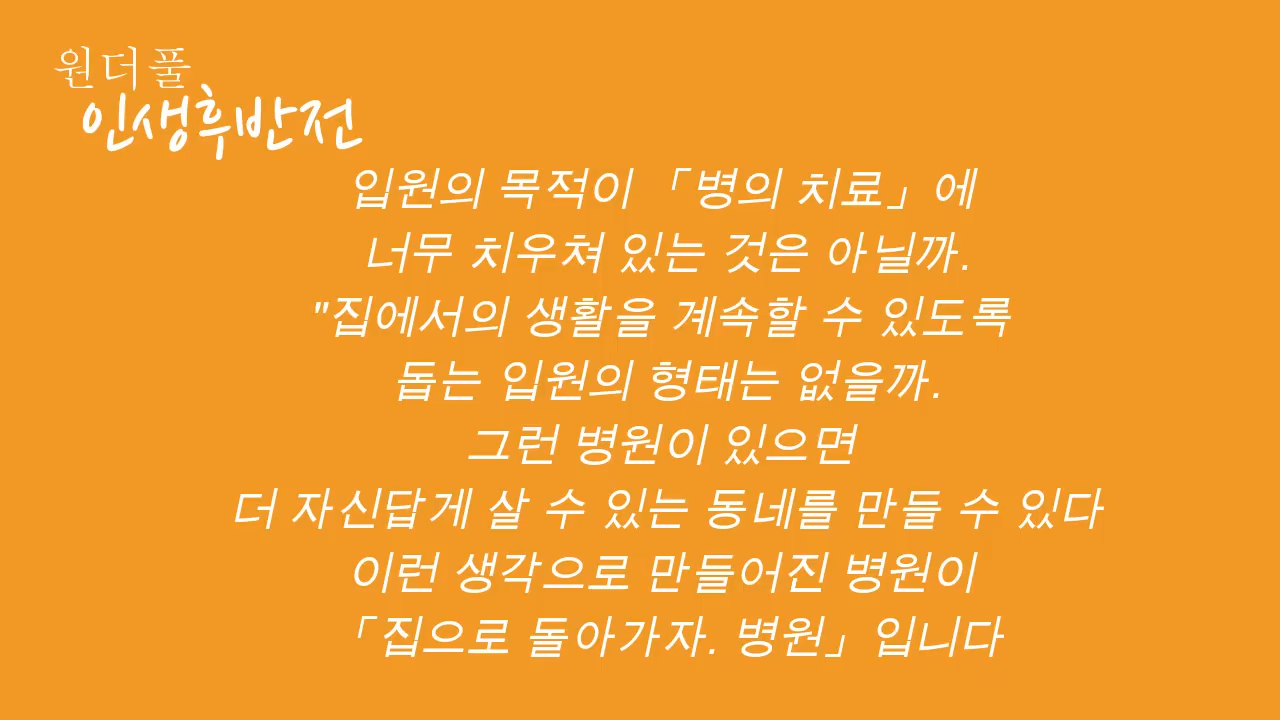 원더풀
인생후반전
입원의 목적이 「병의 치료」에
너무 치우쳐 있는 것은 아닐까.
"집에서의 생활을 계속할 수 있도록
돕는 입원의 형태는 없을까.
그런 병원이 있으면
더 자신답게 살 수 있는 동네를 만들 수 있다
이런 생각으로 만들어진 병원이
「집으로 돌아가자. 병원」입니다